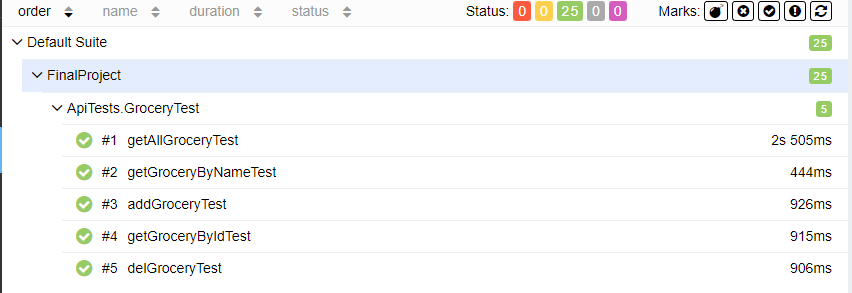 order name duration status Status: 0 0 25 0 0 Marks:
Default Suite 25
FinalProject 25
ApiTests.GroceryTest 5
#1 getAllGroceryTest 2s 505ms
#2 getGroceryByNameTest 444ms
#3 addGroceryTest 926ms
#4 getGroceryByIdTest 915ms
#5 delGroceryTest 906ms